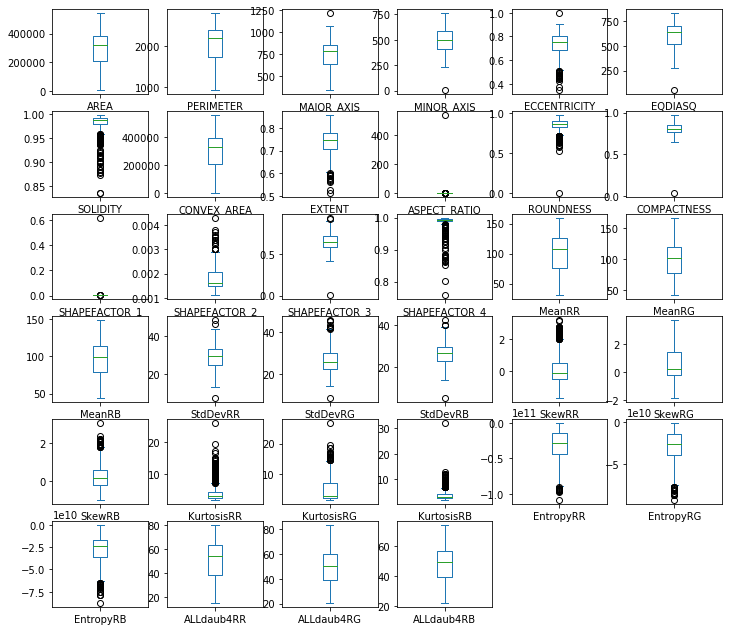 400000 200000 0
2000 1000
1250 1000 750 500
750 500 250 0
1.0 0.8 0.6 0.4
750 500 250
AREA PERIMETER MAJOR_AXIS MINOR_AXIS ECCENTRICITY EQDIASQ
1.00 0.95 0.90 0.85
400000 200000 0
0.8 0.7 0.6 0.5
400 200 0
1.0 0.5 0.0
1.0 0.5 0.0
SOLIDITY CONVEX_AREA EXTENT ASPECT_RATIO ROUNDNESS COMPACTNESS
0.6 0.4 0.2 0.0
0.004 0.003 0.002 0.001
0.5 0.0
1.0 0.9 0.8
150 100 50
150 100 50
SHAPEFACTOR_1 SHAPEFACTOR_2 SHAPEFACTOR_3 SHAPEFACTOR_4 MeanRR MeanRG
150 100 50
40 20
40 20
40 20
2 0
2 0 −2
MeanRB StdDevRR StdDevRG StdDevRB SkewRR SkewRG
2 0
20 10
20 10
30 20 10
1e11 0.0 −0.5 −1.0
1e10 0 −5
SkewRB KurtosisRR KurtosisRG KurtosisRB EntropyRR EntropyRG
1e10 0.0 −2.5 −5.0 −7.5
80 60 40 20
80 60 40 20
60 40 20
EntropyRB ALLdaub4RR ALLdaub4RG ALLdaub4RB